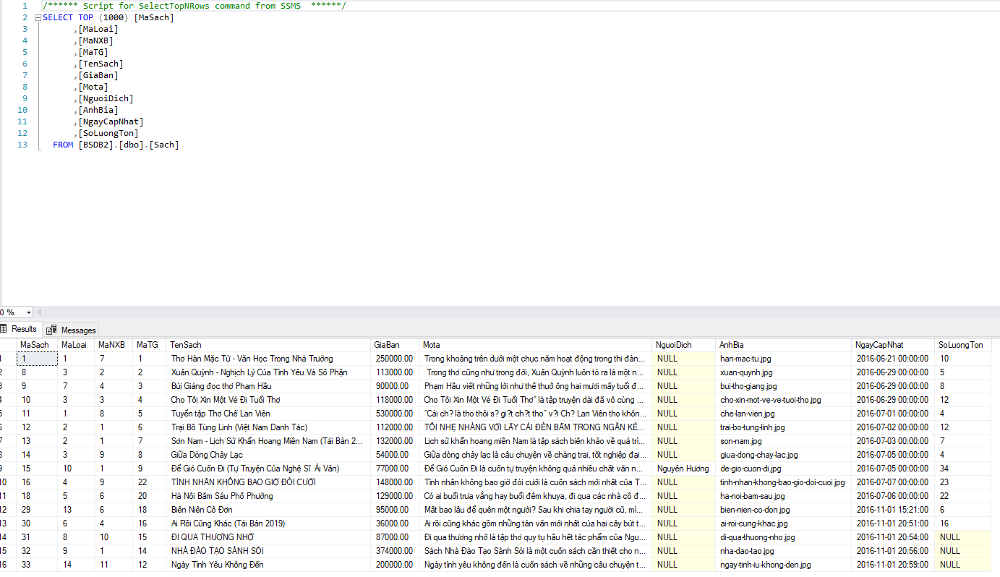 1 /****** Script for SelectTopNRows command from SSMS ******/
2 SELECT TOP (1000) [MaSach]
3 ,[MaLoai]
4 ,[MaNXB]
5 ,[MaTG]
6 ,[TenSach]
7 ,[GiaBan]
8 ,[Mota]
9 ,[NguoiDich]
10 ,[AnhBia]
11 ,[NgayCapNhat]
12 ,[SoLuongTon]
13 FROM [BSDB2].[dbo].[Sach]
0 %
Results Messages
MaSach MaLoai MaNXB MaTG TenSach GiaBan Mota NguoiDich AnhBia NgayCapNhat SoLuongTon
1 1 1 7 1 Thơ Hàn Mặc Tử - Văn Học Trong Nhà Trường 250000.00 Trong khoảng trên dưới một chục năm hoạt động trong thi đàn... NULL han-mac-tu.jpg 2016-06-21 00:00:00 10
2 8 3 2 2 Xuân Quỳnh - Nghịch Lý Của Tình Yêu Và Số Phận 113000.00 Trong thơ cũng như trong đời, Xuân Quỳnh luôn tỏ ra là một n... NULL xuan-quynh.jpg 2016-06-29 00:00:00 5
3 9 7 4 3 Bùi Giáng đọc thơ Phạm Hầu 90000.00 Phạm Hầu viết những lời như thế thuở ông hai mươi mấy tuổi đ... NULL bui-tho-giang.jpg 2016-06-29 00:00:00 8
4 10 3 3 4 Cho Tôi Xin Một Vé Đi Tuổi Thơ 118000.00 Cho Tôi Xin Một Vé Đi Tuổi Thơ" là tập truyện dài đã vô cùng ... NULL cho-xin-mot-ve-ve-tuoi-tho.jpg 2016-06-29 00:00:00 12
5 11 1 8 5 Tuyển tập Thơ Chế Lan Viên 530000.00 "Cái ch? là tho thôi s? gi?t ch?t tho" v?i Ch? Lan Viên tho khôn... NULL che-lan-vien.jpg 2016-07-01 00:00:00 4
6 12 2 1 6 Trại Bồ Tùng Linh (Việt Nam Danh Tác) 112000.00 TÔI NHẸ NHÀNG VỚI LẤY CÁI ĐÈN BẤM TRONG NGĂN KÉ... NULL trai-bo-tung-linh.jpg 2016-07-02 00:00:00 12
7 13 2 1 7 Sơn Nam - Lịch Sử Khẩn Hoang Miền Nam (Tái Bản 2... 132000.00 Lịch sử khẩn hoang miền Nam là tập sách biên khảo về quá trì... NULL son-nam.jpg 2016-07-03 00:00:00 7
8 14 3 9 8 Giữa Dòng Chảy Lạc 54000.00 Giữa dòng chảy lạc là câu chuyện về chàng trai, tốt nghiệp đại... NULL giua-dong-chay-lac.jpg 2016-07-05 00:00:00 4
9 15 10 1 9 Để Gió Cuốn Đi (Tự Truyện Của Nghệ Sĩ Ái Vân) 77000.00 Để Gió Cuốn Đi là cuốn tự truyện không quá nhiều chất văn n... Nguyên Hương de-gio-cuon-di.jpg 2016-07-05 00:00:00 34
10 16 4 9 22 TÌNH NHÂN KHÔNG BAO GIỜ ĐÒI CƯỚI 148000.00 Tình nhân không bao giờ đòi cưới là cuốn sách mới nhất của T... NULL tinh-nhan-khong-bao-gio-doi-cuoi.jpg 2016-07-07 00:00:00 23
11 18 5 6 20 Hà Nội Băm Sáu Phố Phường 129000.00 Có ai buổi trưa vắng hay buổi đêm khuya, đi qua các nhà cô đ... NULL ha-noi-bam-sau.jpg 2016-07-06 00:00:00 22
12 29 13 6 18 Biên Niên Cô Đơn 95000.00 Mất bao lâu để quên một người? Sau khi chia tay người cũ, mì... NULL bien-nien-co-don.jpg 2016-11-01 15:21:00 6
13 30 6 4 16 Ai Rồi Cũng Khác (Tái Bản 2019) 36000.00 Ai rồi cũng khác gồm những tản văn mới nhất của hai cây bút t... NULL ai-roi-cung-khac.jpg 2016-11-01 20:51:00 16
14 31 8 10 15 ĐI QUA THƯƠNG NHỚ 87000.00 Đi qua thương nhớ là tập thơ quy tụ hầu hết tác phẩm của Ngu... NULL di-qua-thuong-nho.jpg 2016-11-01 20:54:00 NULL
15 32 9 1 14 NHÀ ĐÀO TẠO SÀNH SỎI 374000.00 Sách Nhà Đào Tạo Sành Sỏi là một cuốn sách cần thiết cho n... NULL nha-dao-tao.jpg 2016-11-01 20:56:00 NULL
16 33 14 11 12 Ngày Tình Yêu Không Đến 200000.00 Ngày tình yêu không đến là cuốn sách về những câu chuyện t... NULL ngay-tinh-iu-khong-den.jpg 2016-11-01 20:59:00 NULL